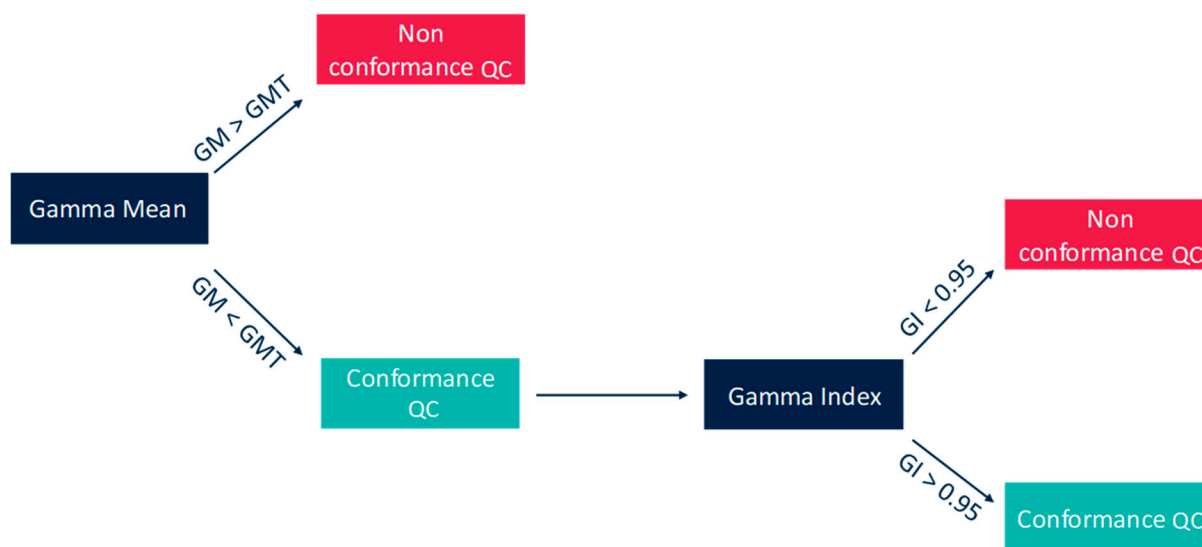 Non
conformance QC
GM > GMT
Gamma Mean
GM < GMT
Conformance
QC
Gamma Index
GI < 0.95
Non
conformance QC
GI > 0.95
Conformance QC